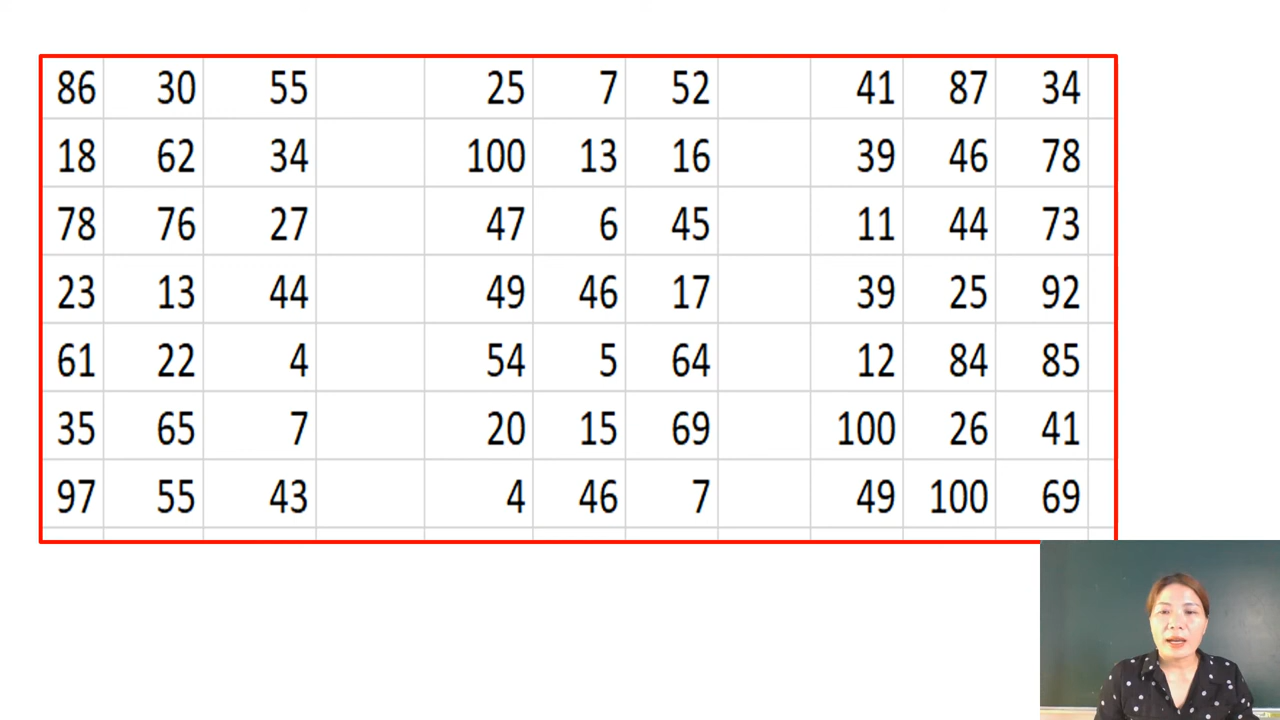 86 30 55 25 7 52 41 87 34
18 62 34 100 13 16 39 46 78
78 76 27 47 6 45 11 44 73
23 13 44 49 46 17 39 25 92
61 22 4 54 5 64 12 84 85
35 65 7 20 15 69 100 26 41
97 55 43 4 46 7 49 100 69